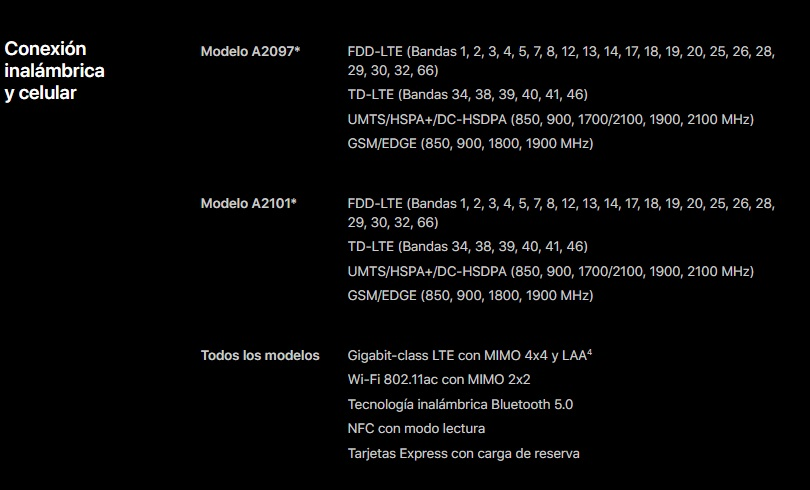 Conexión
inalámbrica
y celular
Modelo A2097*
FDD-LTE (Bandas 1, 2, 3, 4, 5, 7, 8, 12, 13, 14, 17, 18, 19, 20, 25, 26, 28,
29, 30, 32, 66)
TD-LTE (Bandas 34, 38, 39, 40, 41, 46)
UMTS/HSPA+/DC-HSDPA (850, 900, 1700/2100, 1900, 2100 MHz)
GSM/EDGE (850, 900, 1800, 1900 MHz)
Modelo A2101*
FDD-LTE (Bandas 1, 2, 3, 4, 5, 7, 8, 12, 13, 14, 17, 18, 19, 20, 25, 26, 28,
29, 30, 32, 66)
TD-LTE (Bandas 34, 38, 39, 40, 41, 46)
UMTS/HSPA+/DC-HSDPA (850, 900, 1700/2100, 1900, 2100 MHz)
GSM/EDGE (850, 900, 1800, 1900 MHz)
Todos los modelos
Gigabit-class LTE con MIMO 4x4 y LAA⁴
Wi-Fi 802.11ac con MIMO 2x2
Tecnología inalámbrica Bluetooth 5.0
NFC con modo lectura
Tarjetas Express con carga de reserva